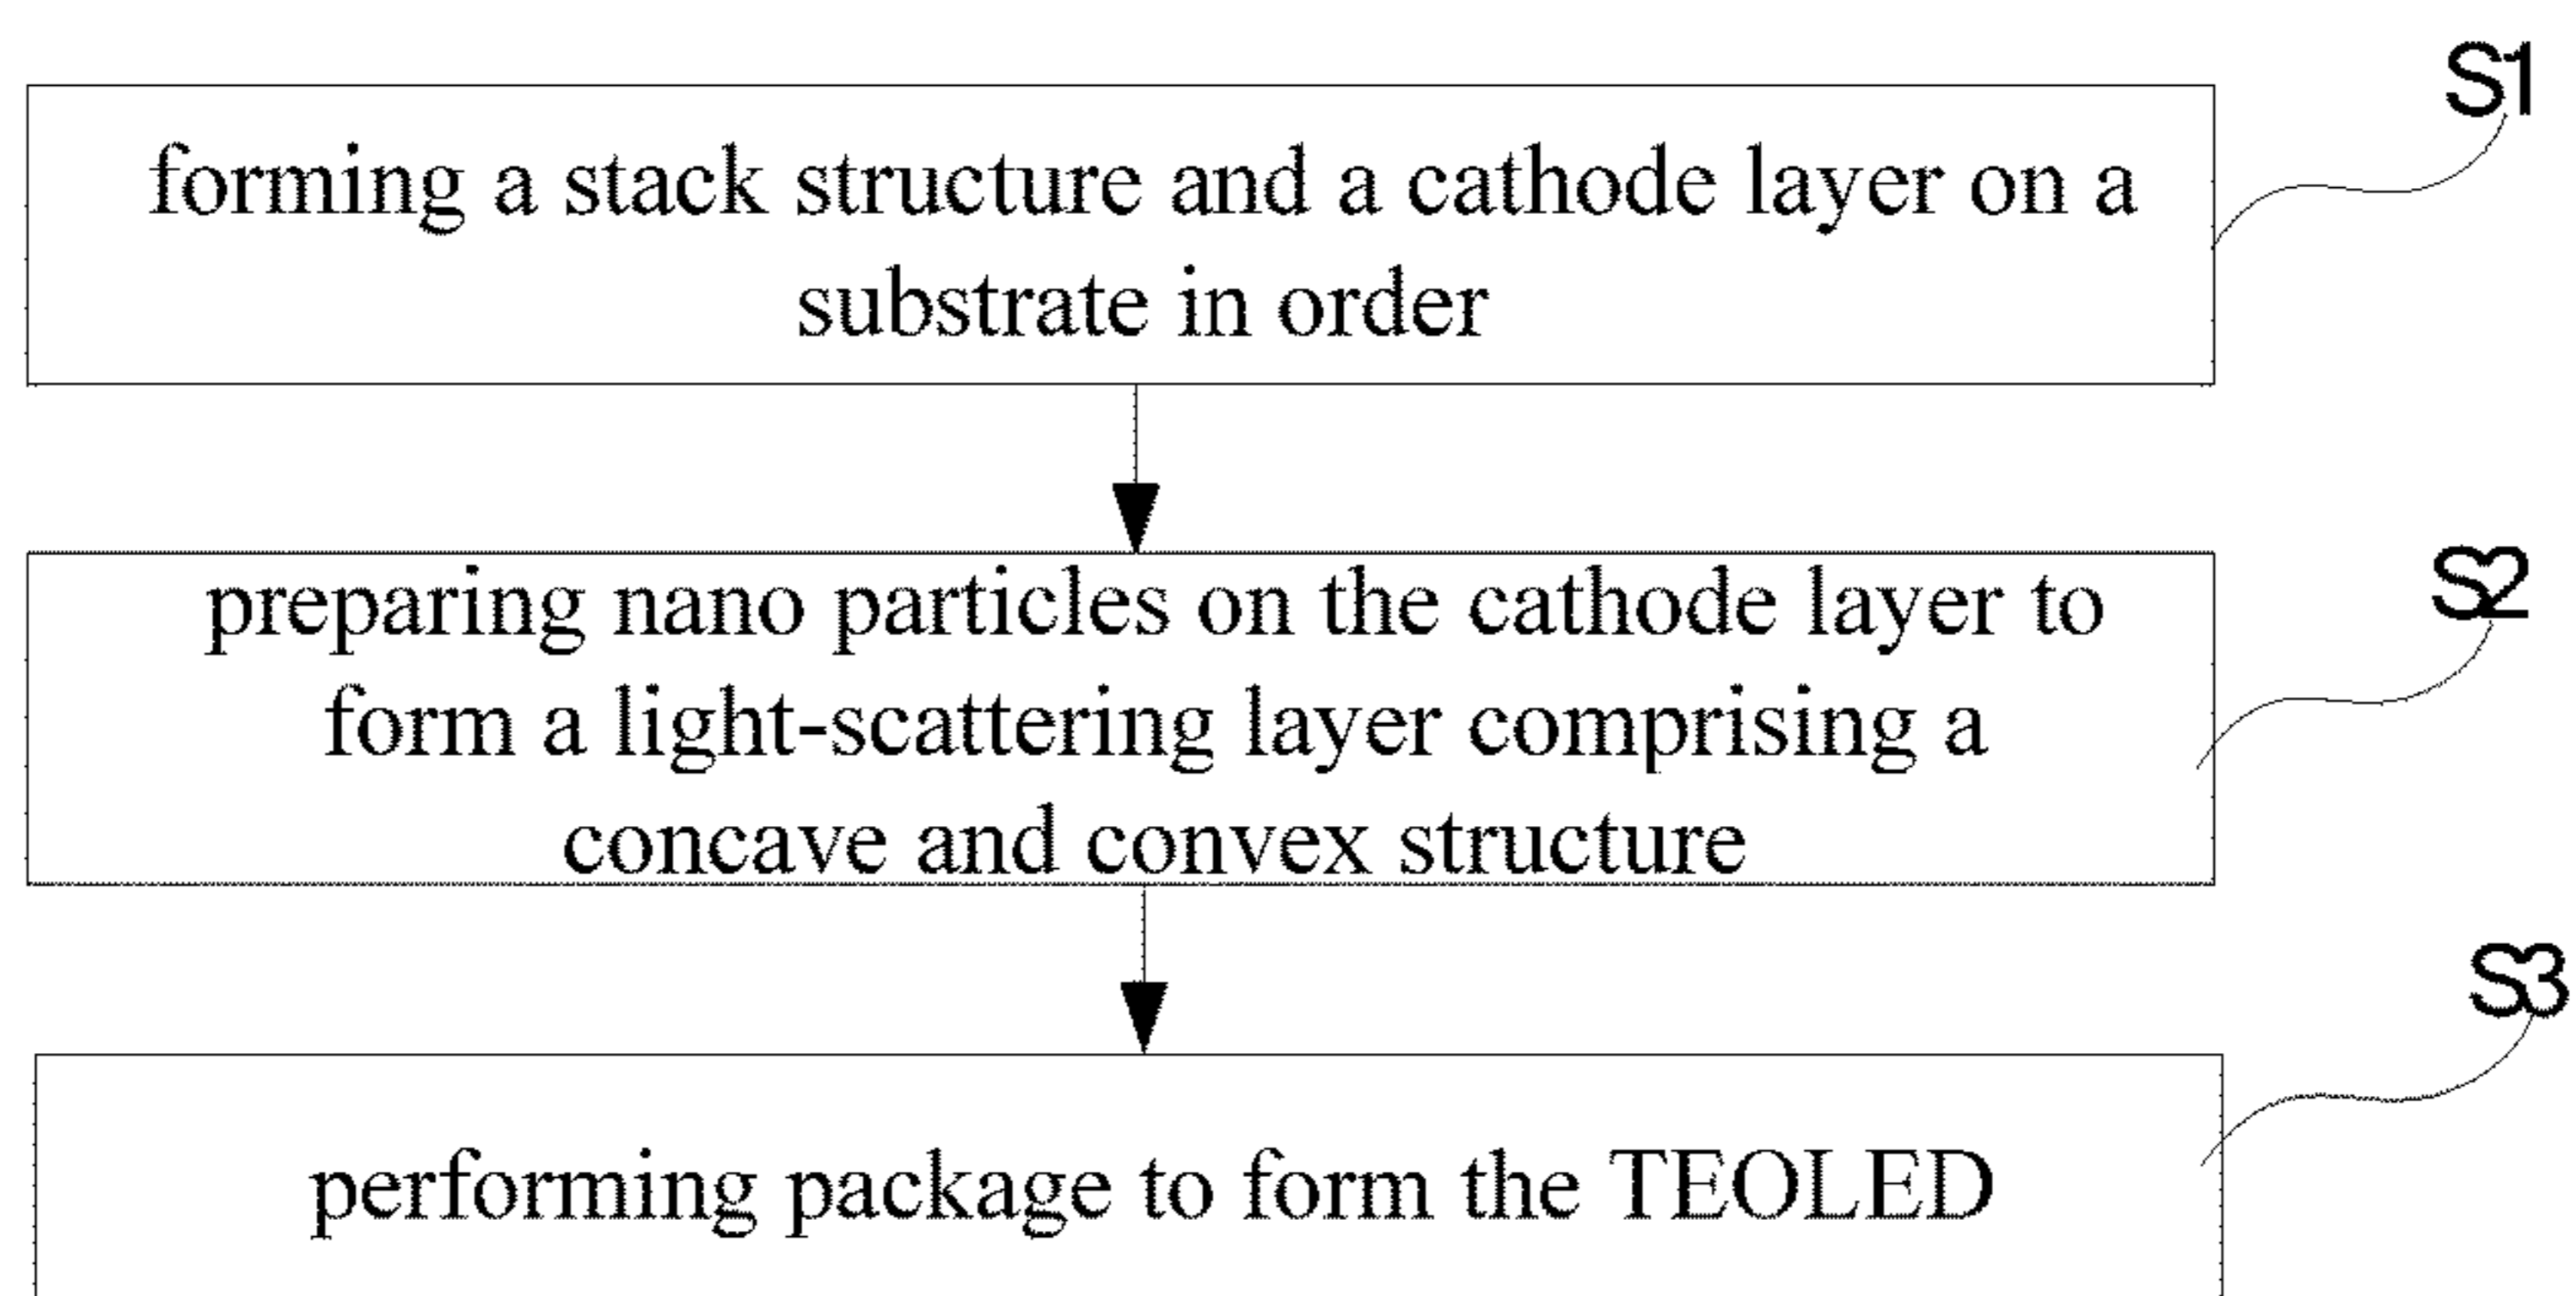 S1
forming a stack structure and a cathode layer on a
substrate in order
S2
preparing nano particles on the cathode layer to
form a light-scattering layer comprising a
concave and convex structure
S3
performing package to form the TEOLED